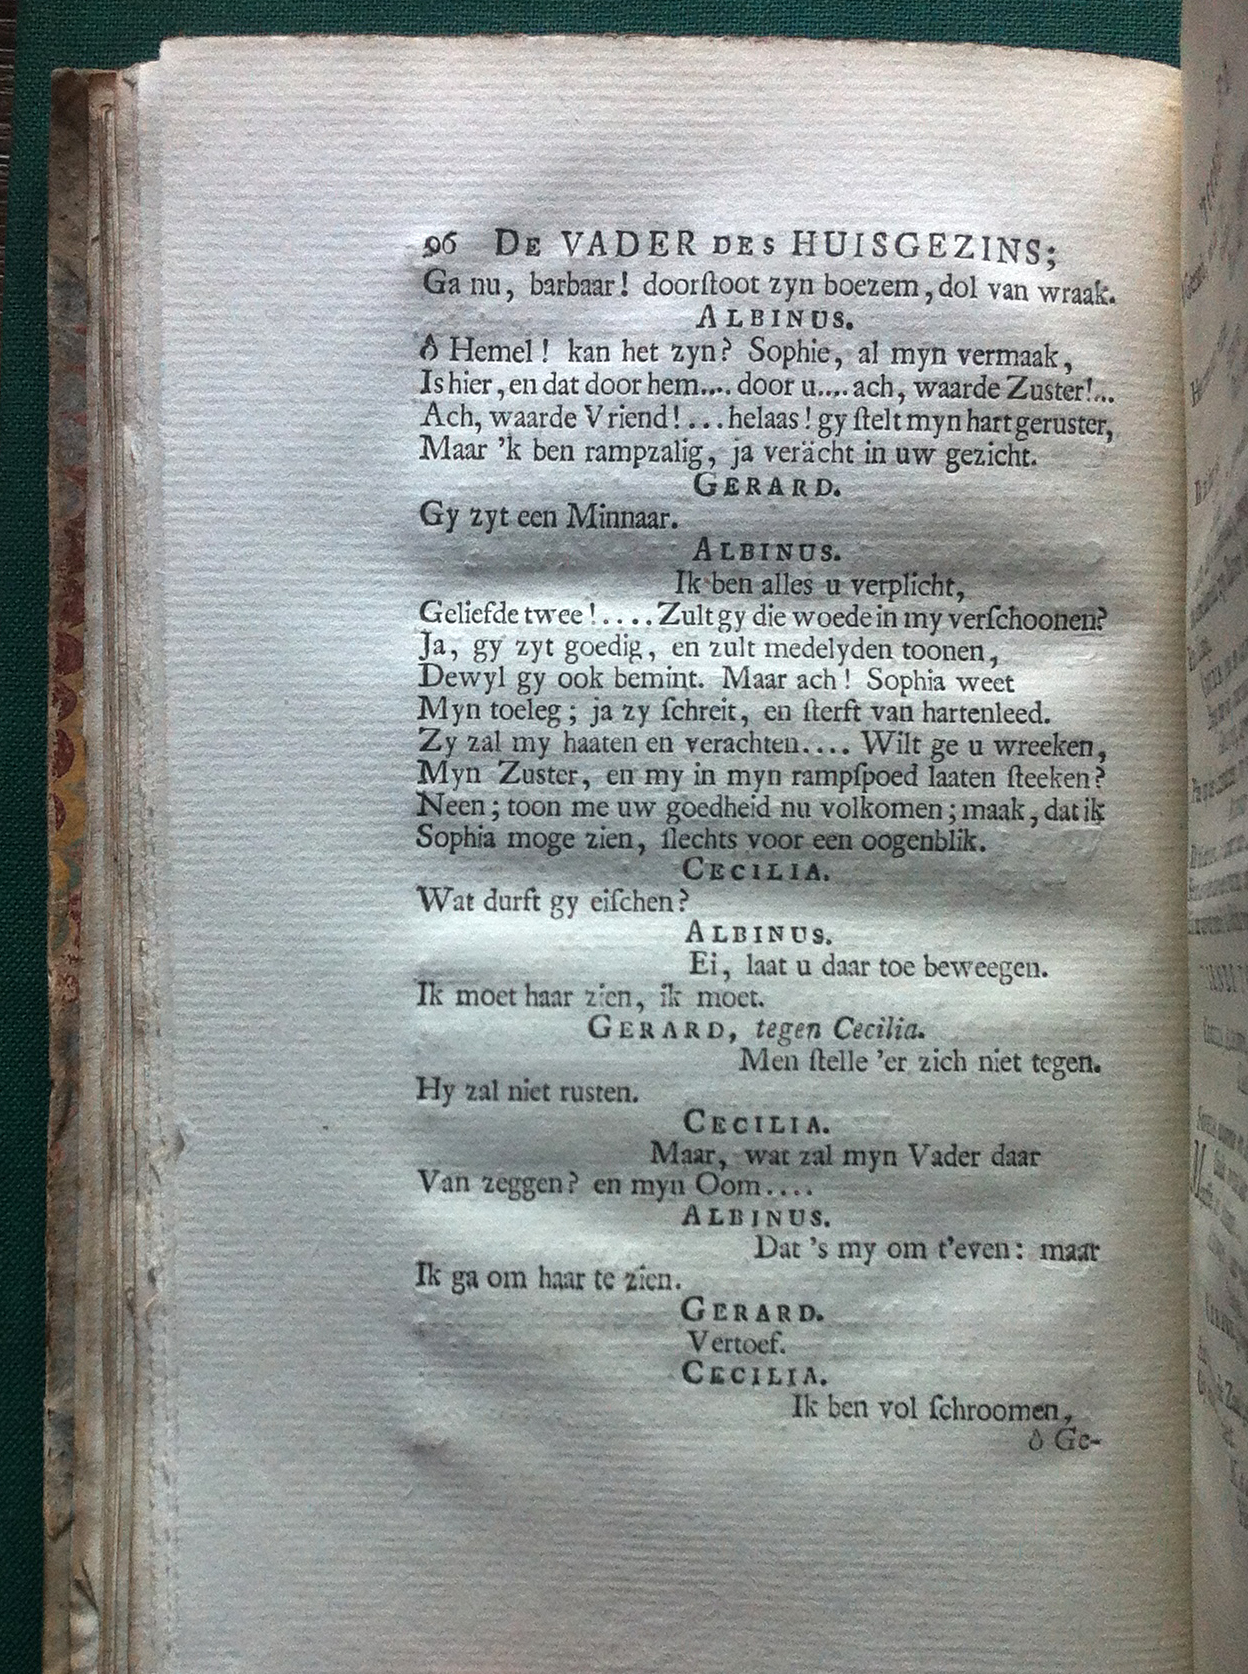 96 DE VADER DES HUISGEZINS;
Ga nu, barbaar! doorſtoot zyn boezem, dol van wraak.
ALBINUS.
ô Hemel! kan het zyn? Sophie, al myn vermaak,
Is hier, en dat door hem.... door u.... ach, waarde Zuster!...
Ach, waarde Vriend!... helaas! gy ſtelt myn hart geruster,
Maar 'k ben rampzalig, ja veràcht in uw gezicht.
GERARD.
Gy zyt een Minnaar.
ALBINUS.
Ik ben alles u verplicht,
Geliefde twee!.... Zult gy die woede in my verſchoonen?
Ja, gy zyt goedig, en zult medelyden toonen,
Dewyl gy ook bemint. Maar ach! Sophia weet
Myn toeleg; ja zy ſchreit, en ſterft van hartenleed.
Zy zal my haaten en verachten.... Wilt ge u wreeken,
Myn Zuster, en my in myn rampſpoed laaten ſteeken?
Neen; toon me uw goedheid nu volkomen; maak, dat ik
Sophia moge zien, ſlechts voor een oogenblik.
CECILIA.
Wat durft gy eiſchen?
ALBINUS.
Ei, laat u daar toe beweegen.
Ik moet haar zien, ik moet.
GERARD, tegen Cecilia.
Men ſtelle 'er zich niet tegen.
Hy zal niet rusten.
CECILIA.
Maar, wat zal myn Vader daar
Van zeggen? en myn Oom....
ALBINUS.
Dat 's my om t'even: maar
Ik ga om haar te zien.
GERARD.
Vertoef.
CECILIA.
Ik ben vol ſchroomen,
ô Ge-